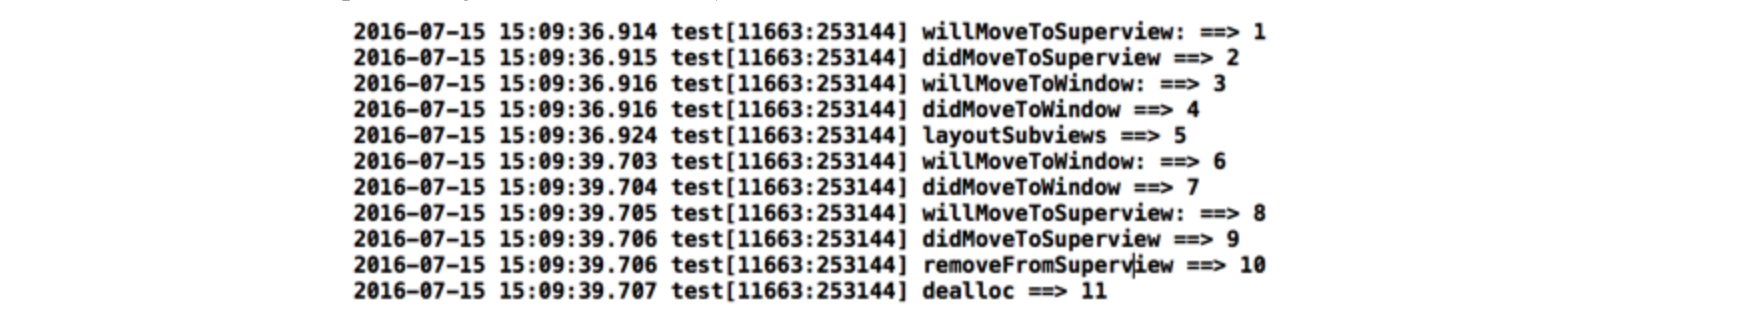 2016-07-15 15:09:36.914 test[11663:253144] willMoveToSuperview: ==> 1
2016-07-15 15:09:36.915 test[11663:253144] didMoveToSuperview ==> 2
2016-07-15 15:09:36.916 test[11663:253144] willMoveToWindow: ==> 3
2016-07-15 15:09:36.916 test[11663:253144] didMoveToWindow ==> 4
2016-07-15 15:09:36.924 test[11663:253144] layoutSubviews ==> 5
2016-07-15 15:09:39.703 test[11663:253144] willMoveToWindow: ==> 6
2016-07-15 15:09:39.704 test[11663:253144] didMoveToWindow ==> 7
2016-07-15 15:09:39.705 test[11663:253144] willMoveToSuperview: ==> 8
2016-07-15 15:09:39.706 test[11663:253144] didMoveToSuperview ==> 9
2016-07-15 15:09:39.706 test[11663:253144] removeFromSuperview ==> 10
2016-07-15 15:09:39.707 test[11663:253144] dealloc ==> 11